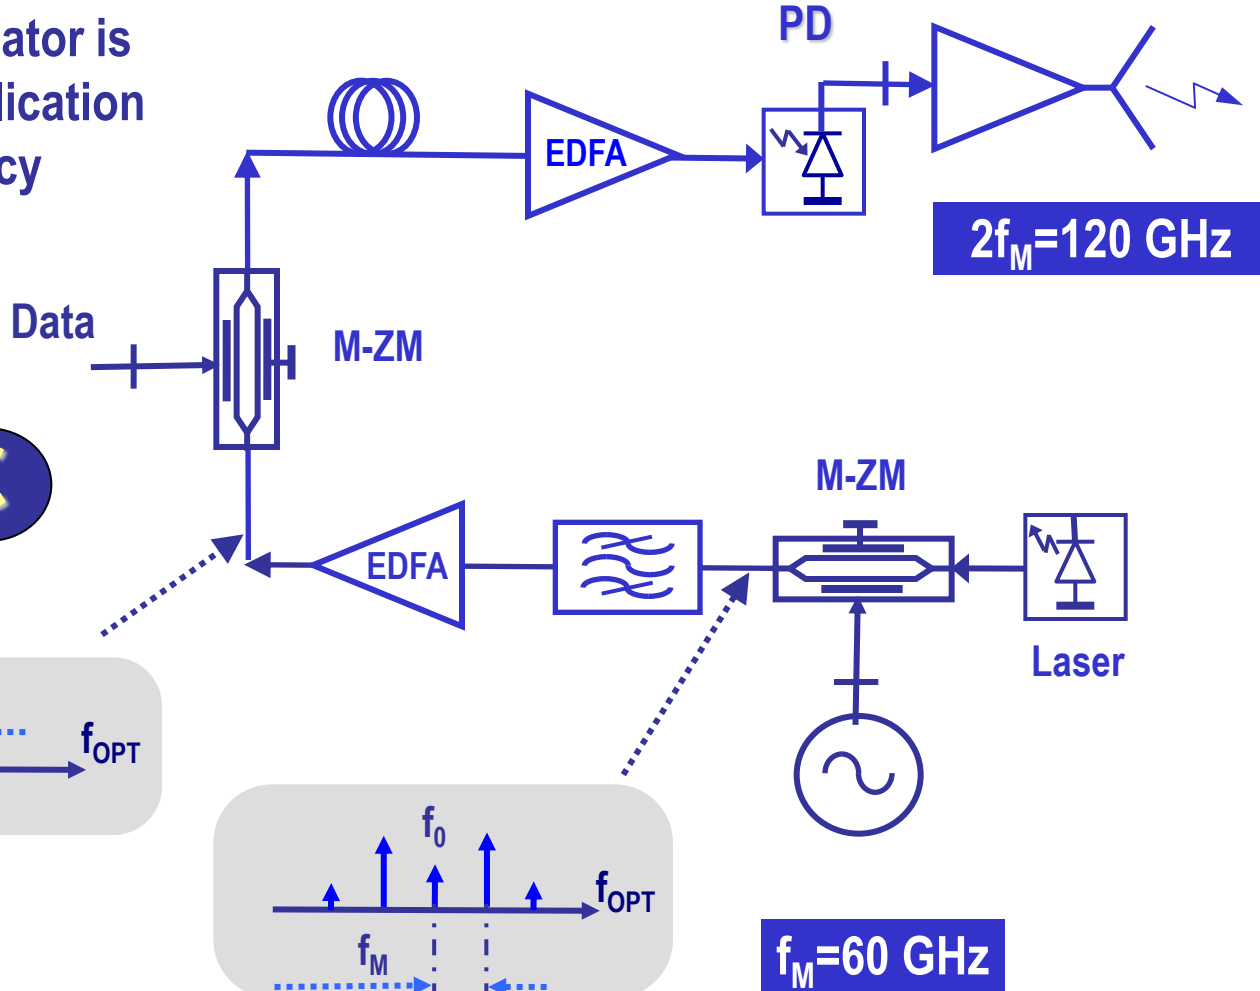 ator is
lication
cy
PD
EDFA
2fM=120 GHz
Data
M-ZM
M-ZM
EDFA
Laser
fOPT
f0
fOPT
fM
fM=60 GHz